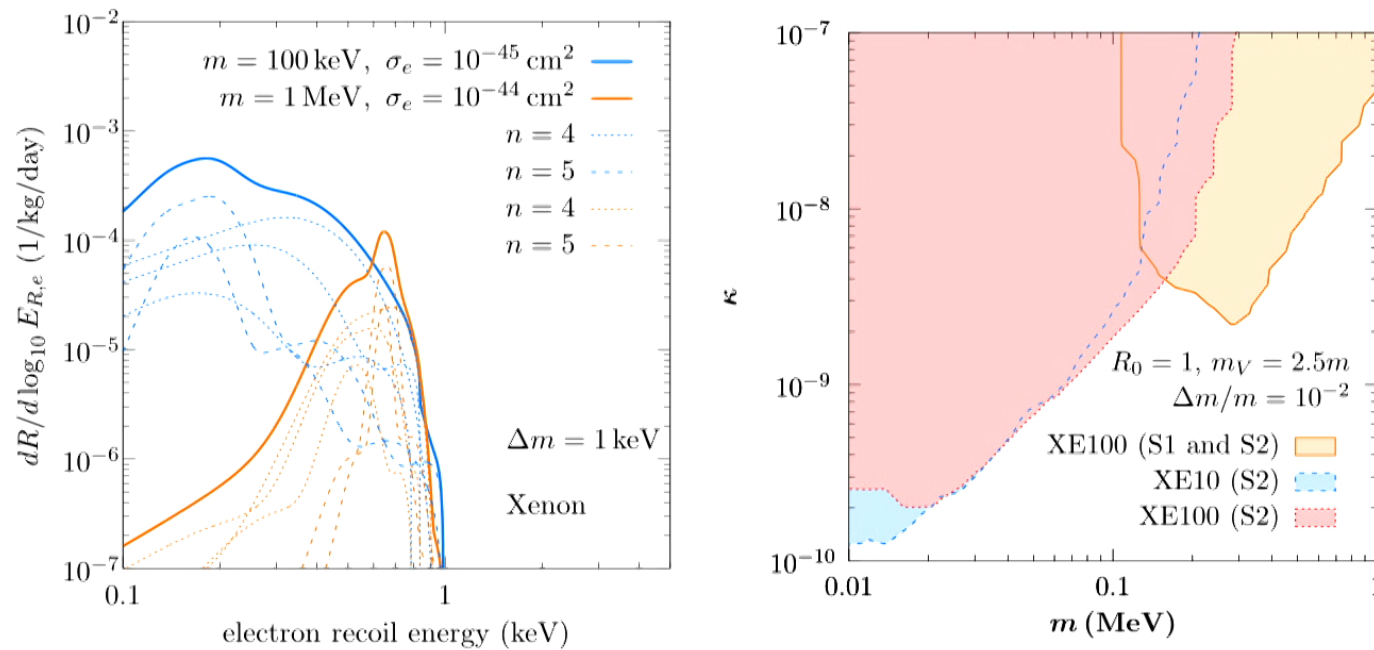 10^{-2}
10^{-3}
10^{-4}
10^{-5}
10^{-6}
10^{-7}
dR/d log_{10} E_{R,e} (1/kg/day)
m = 100 keV, σ_e = 10^{-45} cm^2
m = 1 MeV, σ_e = 10^{-44} cm^2
n = 4
n = 5
n = 4
n = 5
Δm = 1 keV
Xenon
0.1
1
electron recoil energy (keV)
10^{-7}
10^{-8}
10^{-9}
10^{-10}
κ
R_0 = 1, m_V = 2.5m
Δm/m = 10^{-2}
XE100 (S1 and S2)
XE10 (S2)
XE100 (S2)
0.01
0.1
m (MeV)